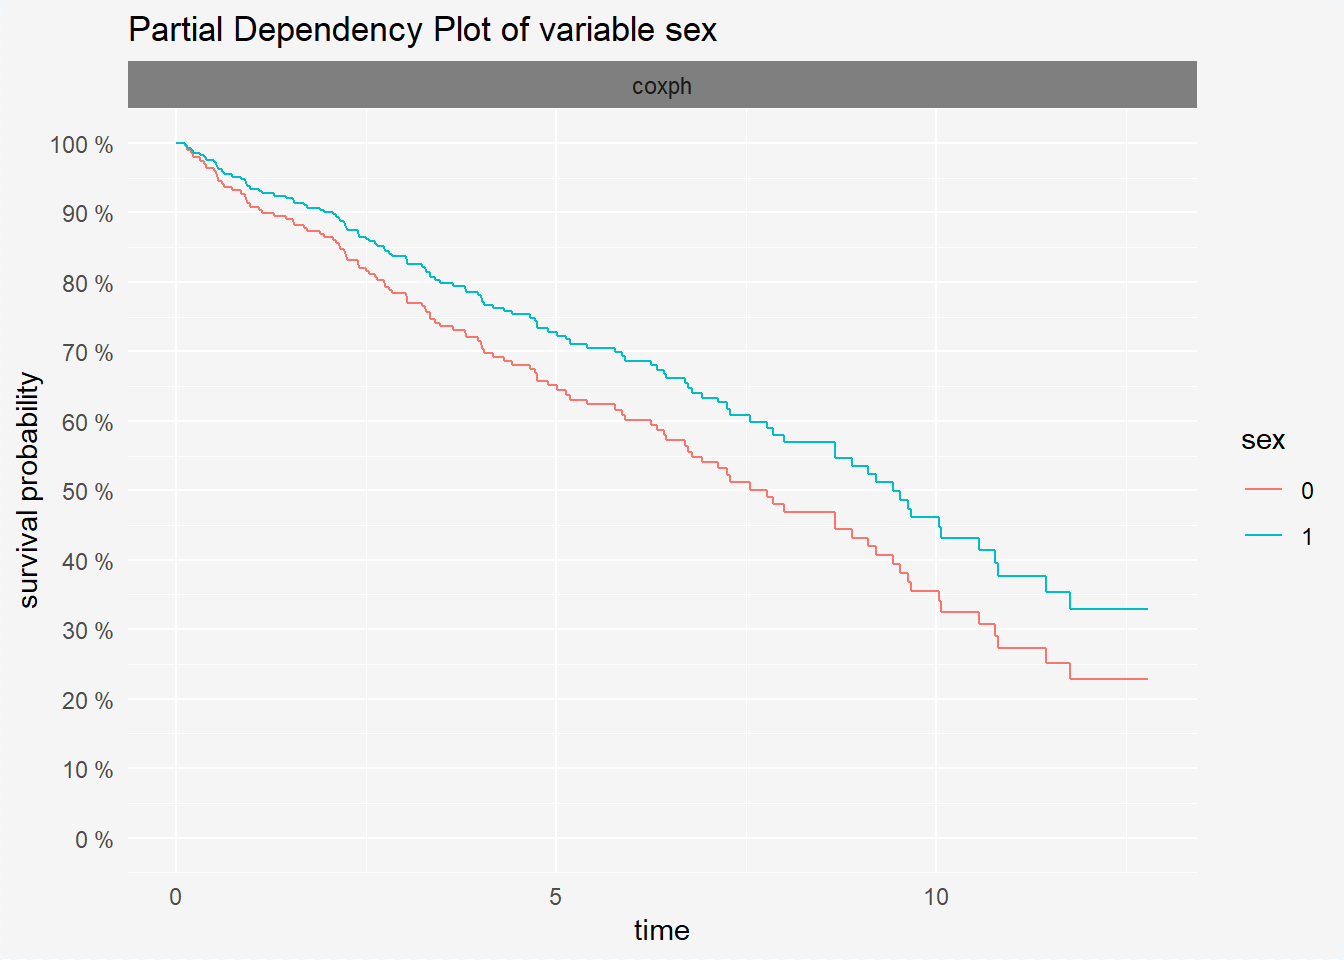 Partial Dependency Plot of variable sex
coxph
100 %
90 %
80 %
70 %
60 %
50 %
40 %
30 %
20 %
10 %
0 %
survival probability
0 5 10
time
sex
0
1